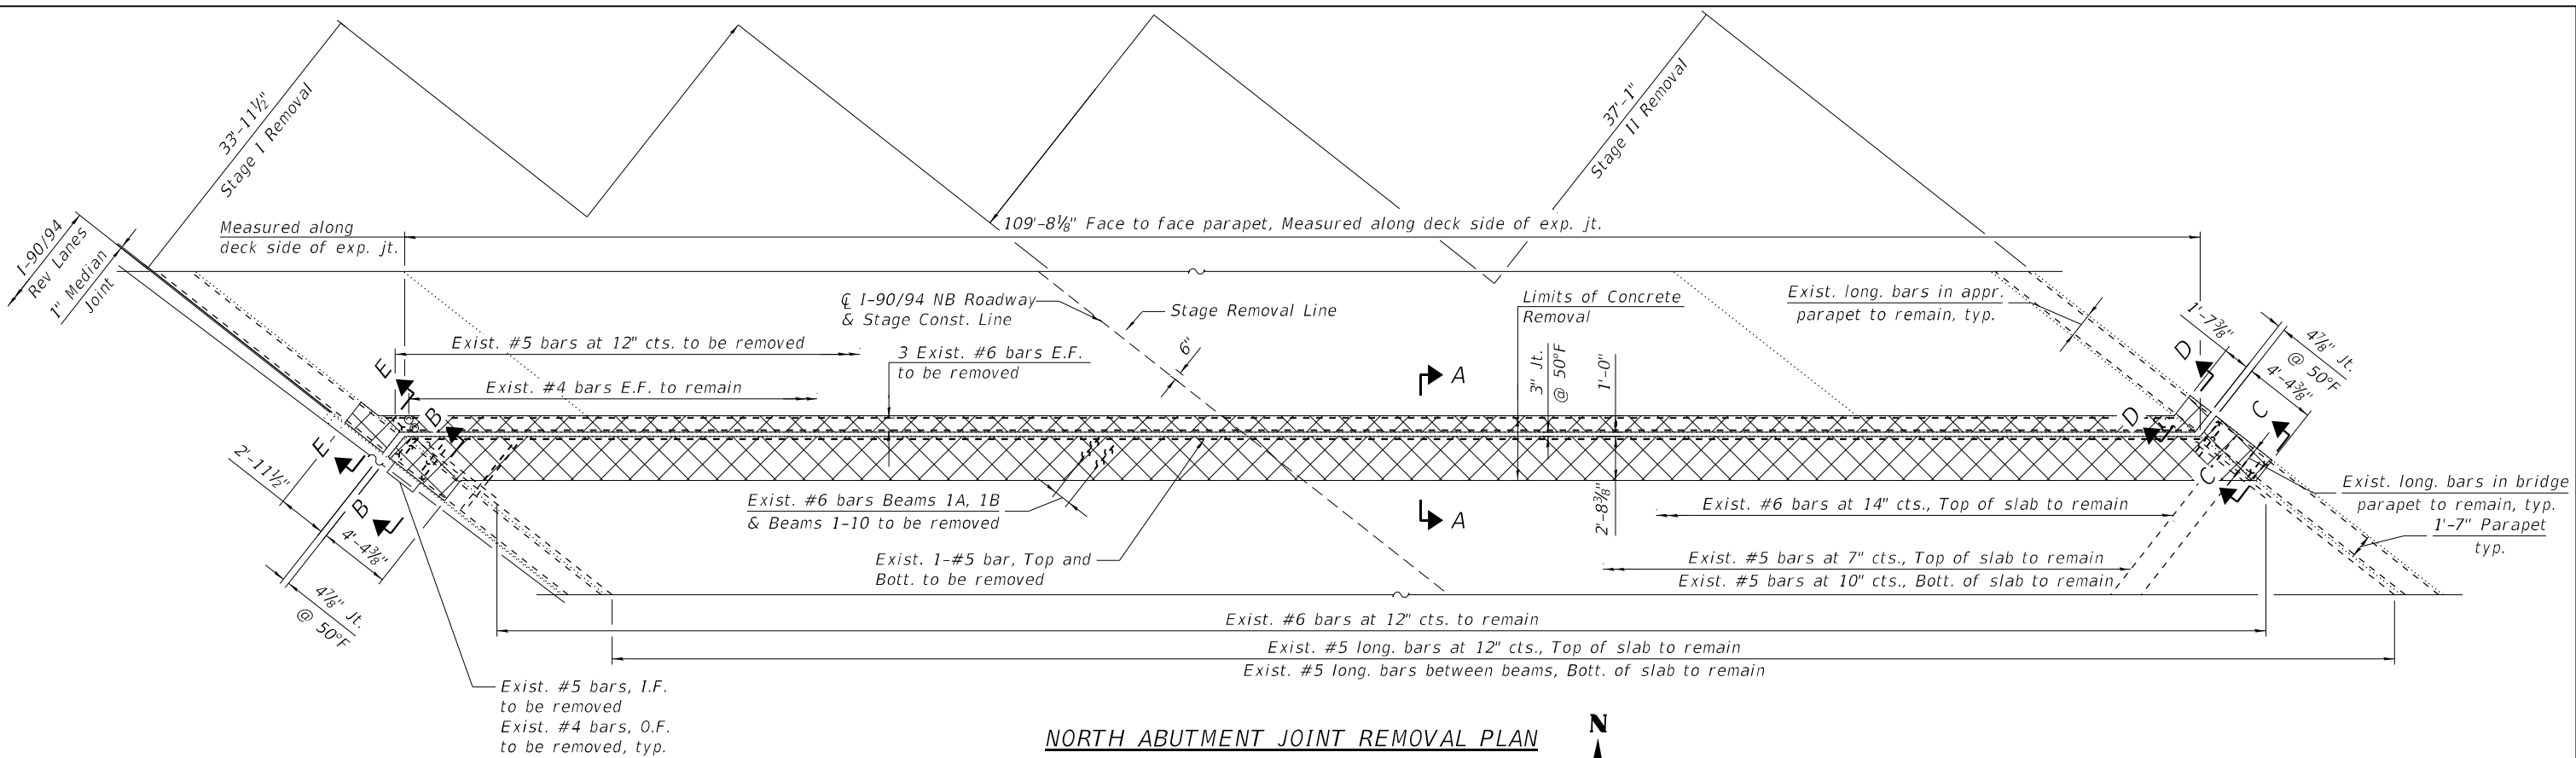 33'-11½"
Stage I Removal
37'-1"
Stage II Removal
I-90/94
Rev Lanes
1" Median
Joint
Measured along
deck side of exp. jt.
109'-8⅛" Face to face parapet, Measured along deck side of exp. jt.
℄ I-90/94 NB Roadway
& Stage Const. Line
Stage Removal Line
6"
Limits of Concrete
Removal
Exist. long. bars in appr.
parapet to remain, typ.
1'-7⅜"
4⅞" Jt.
@ 50°F
4'-4⅜"
Exist. #5 bars at 12" cts. to be removed
3 Exist. #6 bars E.F.
to be removed
Exist. #4 bars E.F. to remain
3" Jt.
@ 50°F
1'-0"
A
A
E
E
B
B
D
D
C
C
2'-11½"
4'-4⅜"
4⅞" Jt.
@ 50°F
2'-8⅜"
Exist. #6 bars Beams 1A, 1B
& Beams 1-10 to be removed
Exist. 1-#5 bar, Top and
Bott. to be removed
Exist. #6 bars at 14" cts., Top of slab to remain
Exist. #5 bars at 7" cts., Top of slab to remain
Exist. #5 bars at 10" cts., Bott. of slab to remain
Exist. long. bars in bridge
parapet to remain, typ.
1'-7" Parapet
typ.
Exist. #6 bars at 12" cts. to remain
Exist. #5 long. bars at 12" cts., Top of slab to remain
Exist. #5 long. bars between beams, Bott. of slab to remain
Exist. #5 bars, I.F.
to be removed
Exist. #4 bars, O.F.
to be removed, typ.
NORTH ABUTMENT JOINT REMOVAL PLAN
N